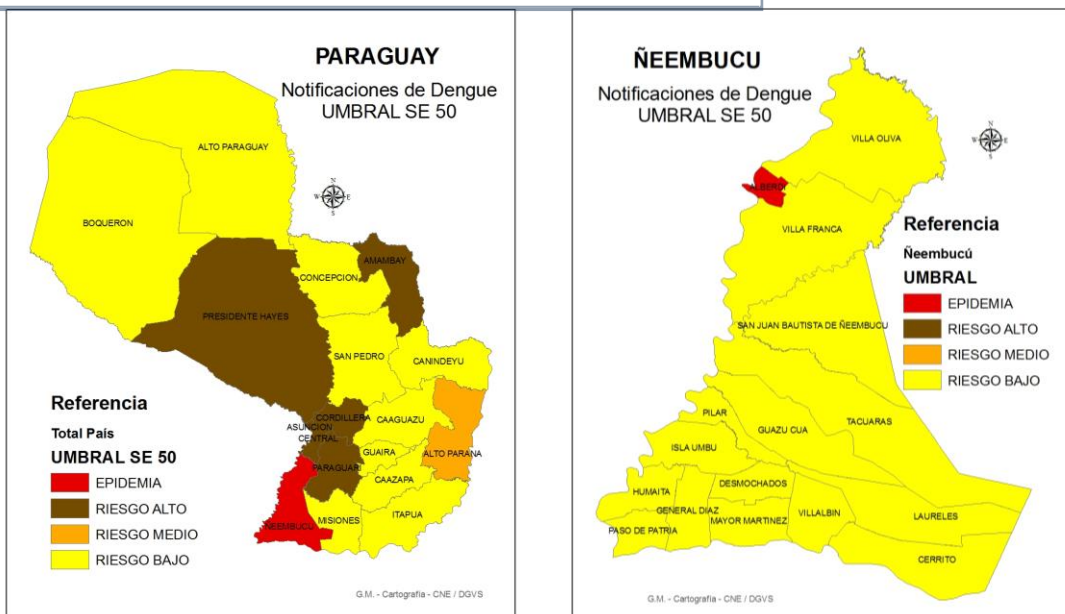 PARAGUAY
Notificaciones de Dengue
UMBRAL SE 50
ALTO PARAGUAY
BOQUERON
N
W
E
S
AMAMBAY
CONCEPCION
PRESIDENTE HAYES
SAN PEDRO
CANINDEYU
CORDILLERA
CAAGUAZU
ASUNCION
CENTRAL
GUAIRA
ALTO PARANA
PARAGUARI
CAAZAPA
ITAPUA
MISIONES
ÑEEMBUCU
Referencia
Total País
UMBRAL SE 50
EPIDEMIA
RIESGO ALTO
RIESGO MEDIO
RIESGO BAJO
G.M. - Cartografía - CNE / DGVS
ÑEEMBUCU
Notificaciones de Dengue
UMBRAL SE 50
VILLA OLIVA
N
W
E
S
ALBERDI
VILLA FRANCA
SAN JUAN BAUTISTA DE ÑEEMBUCU
PILAR
TACUARAS
GUAZU CUA
ISLA UMBU
DESMOCHADOS
HUMAITA
GENERAL DIAZ
VILLALBIN
LAURELES
MAYOR MARTINEZ
PASO DE PATRIA
CERRITO
Referencia
Ñeembucú
UMBRAL
EPIDEMIA
RIESGO ALTO
RIESGO MEDIO
RIESGO BAJO
G.M. - Cartografía - CNE / DGVS